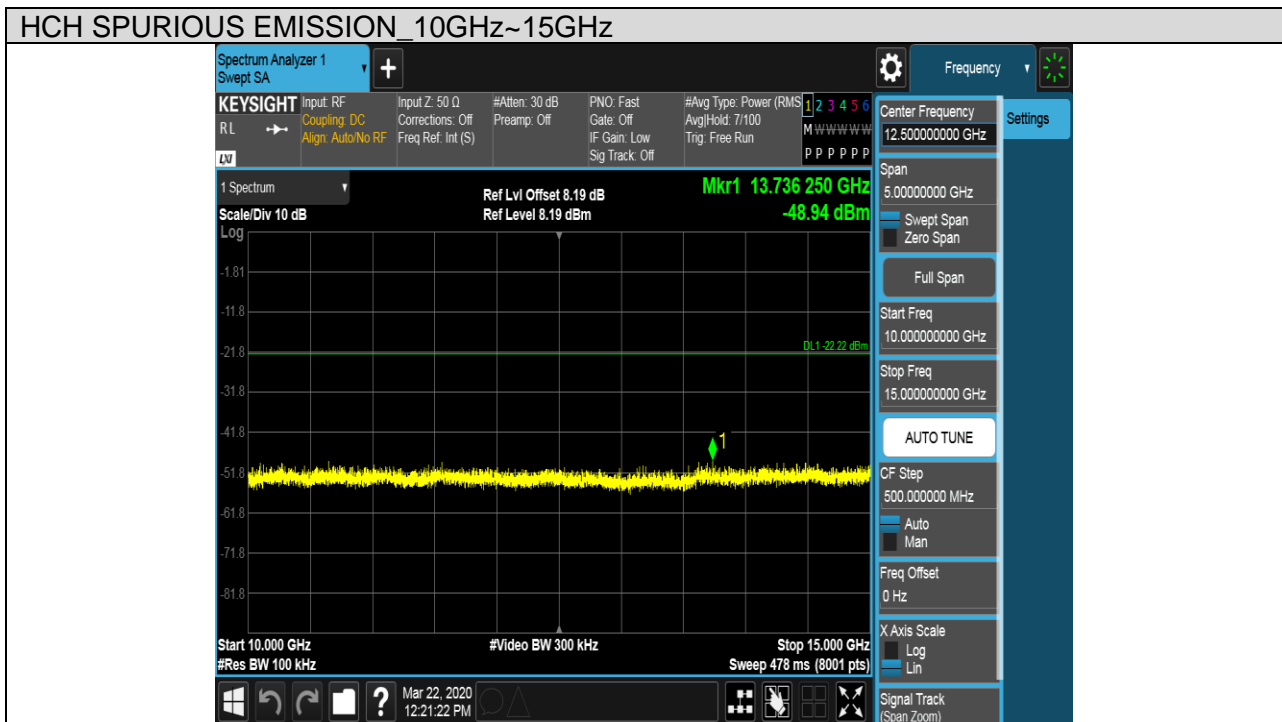 HCH SPURIOUS EMISSION_10GHz~15GHz
Spectrum Analyzer 1
Swept SA
Frequency
KEYSIGHT
RL
LXI
Input: RF
Coupling: DC
Align: Auto/No RF
Input Z: 50 Ω
Corrections: Off
Freq Ref: Int (S)
#Atten: 30 dB
Preamp: Off
PNO: Fast
Gate: Off
IF Gain: Low
Sig Track: Off
#Avg Type: Power (RMS
Avg|Hold: 7/100
Trig: Free Run
1 2 3 4 5 6
M W W W W W
P P P P P P
1 Spectrum
Scale/Div 10 dB
Ref Lvl Offset 8.19 dB
Ref Level 8.19 dBm
Mkr1 13.736 250 GHz
-48.94 dBm
Log
-1.81
-11.8
-21.8
-31.8
-41.8
-51.8
-61.8
-71.8
-81.8
DL1 -22.22 dBm
1
Start 10.000 GHz
#Res BW 100 kHz
#Video BW 300 kHz
Stop 15.000 GHz
Sweep 478 ms (8001 pts)
Mar 22, 2020
12:21:22 PM
Center Frequency
12.500000000 GHz
Settings
Span
5.00000000 GHz
Swept Span
Zero Span
Full Span
Start Freq
10.000000000 GHz
Stop Freq
15.000000000 GHz
AUTO TUNE
CF Step
500.000000 MHz
Auto
Man
Freq Offset
0 Hz
X Axis Scale
Log
Lin
Signal Track
(Span Zoom)